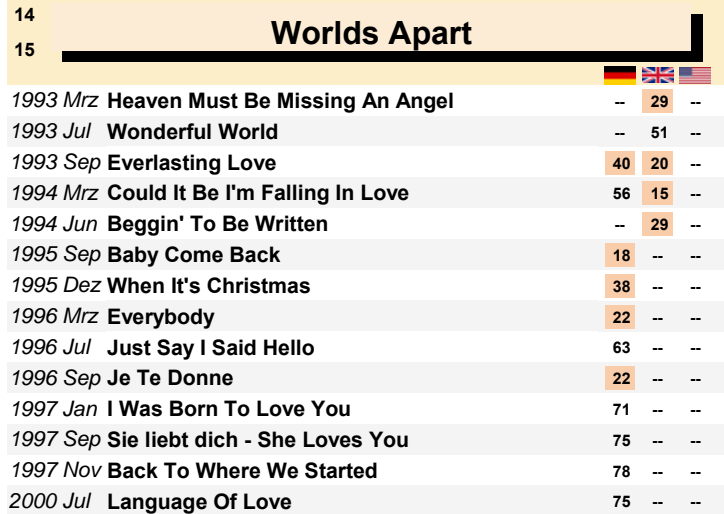 14
Worlds Apart
15
1993 Mrz Heaven Must Be Missing An Angel -- 29 --
1993 Jul Wonderful World -- 51 --
1993 Sep Everlasting Love 40 20 --
1994 Mrz Could It Be I'm Falling In Love 56 15 --
1994 Jun Beggin' To Be Written -- 29 --
1995 Sep Baby Come Back 18 -- --
1995 Dez When It's Christmas 38 -- --
1996 Mrz Everybody 22 -- --
1996 Jul Just Say I Said Hello 63 -- --
1996 Sep Je Te Donne 22 -- --
1997 Jan I Was Born To Love You 71 -- --
1997 Sep Sie liebt dich - She Loves You 75 -- --
1997 Nov Back To Where We Started 78 -- --
2000 Jul Language Of Love 75 -- --